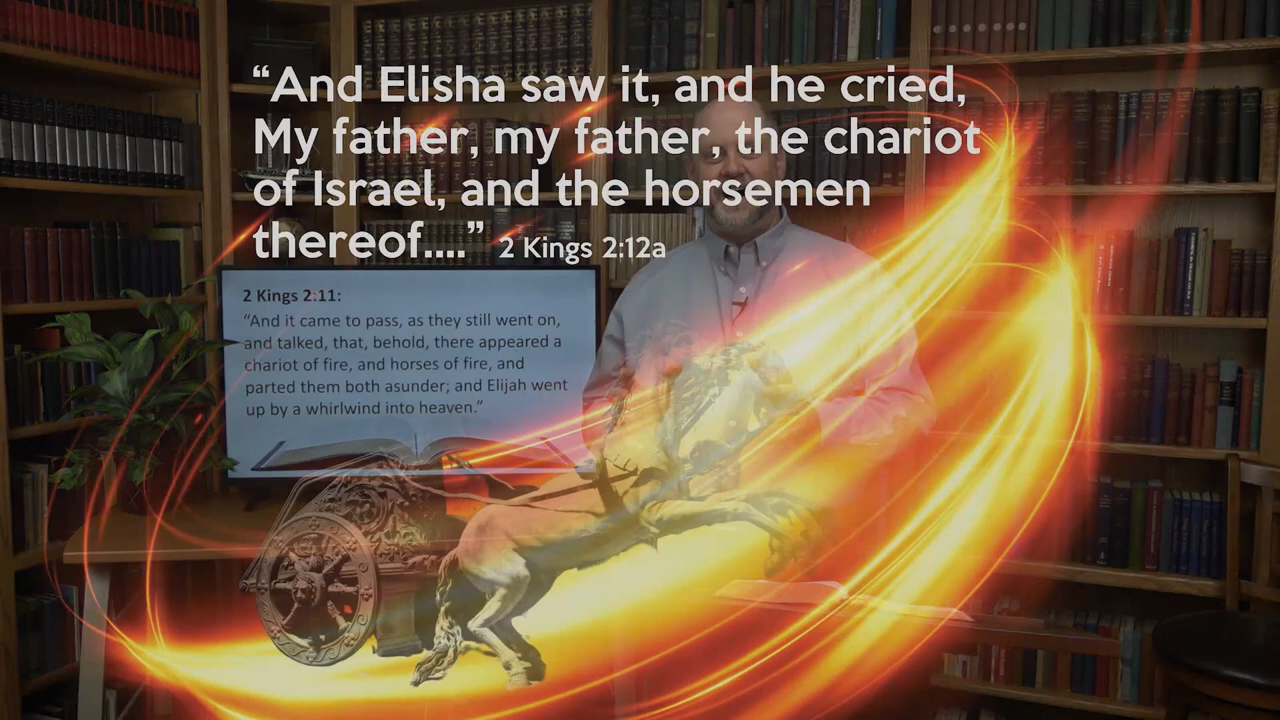 “And Elisha saw it, and he cried,
My father, my father, the chariot
of Israel, and the horsemen
thereof....” 2 Kings 2:12a
2 Kings 2:11:
“And it came to pass, as they still went on,
and talked, that, behold, there appeared a
chariot of fire, and horses of fire, and
parted them both asunder; and Elijah went
up by a whirlwind into heaven.”